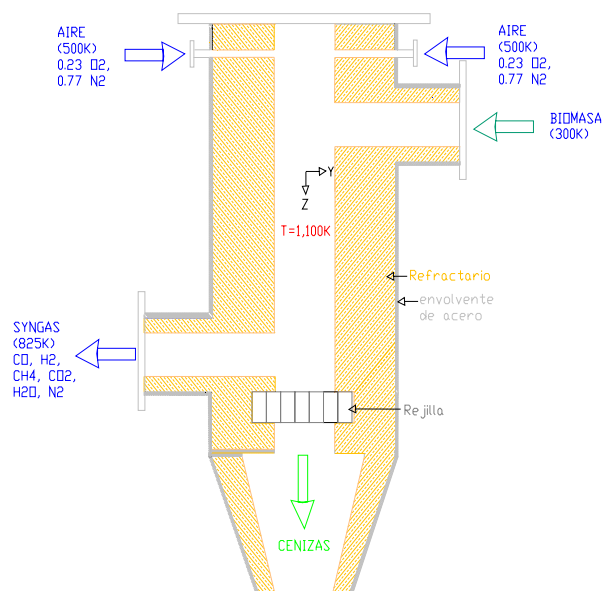 AIRE
(500K)
0.23 O2,
0.77 N2
AIRE
(500K)
0.23 O2,
0.77 N2
BIOMASA
(300K)
Y
Z
T=1,100K
Refractario
envolvente
de acero
SYNGAS
(825K)
CO, H2,
CH4, CO2,
H2O, N2
Rejilla
CENIZAS